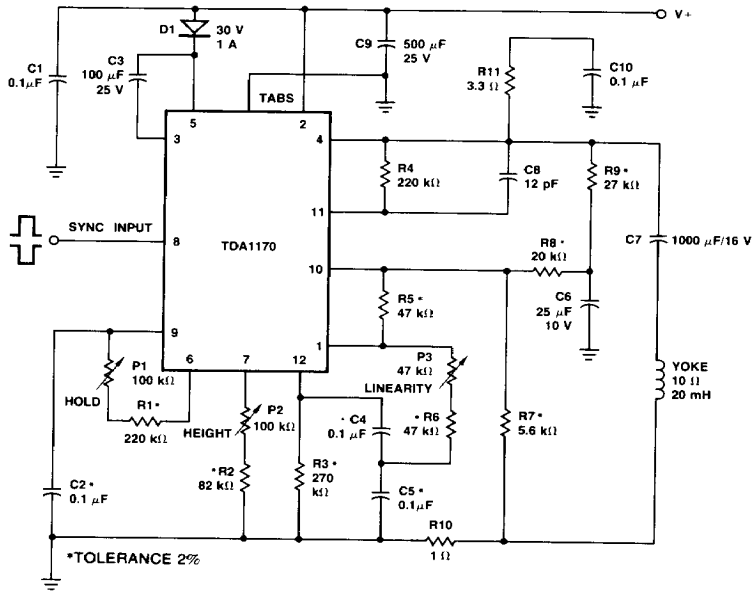 V+
D1
30 V
1 A
C1
0.1µF
C3
100 µF
25 V
C9
500 µF
25 V
R11
3.3 Ω
C10
0.1 µF
TABS
5
2
3
4
R4
220 kΩ
C8
12 pF
R9*
27 kΩ
11
SYNC INPUT
8
TDA1170
C7
1000 µF/16 V
R8*
20 kΩ
10
R5*
47 kΩ
C6
25 µF
10 V
9
1
6
7
12
P1
100 kΩ
HOLD
R1*
220 kΩ
P2
100 kΩ
HEIGHT
P3
47 kΩ
LINEARITY
YOKE
10 Ω
20 mH
C4
0.1 µF
*R6
47 kΩ
R7*
5.6 kΩ
*R2
82 kΩ
R3*
270
kΩ
C2*
0.1 µF
C5*
0.1µF
R10
1 Ω
*TOLERANCE 2%